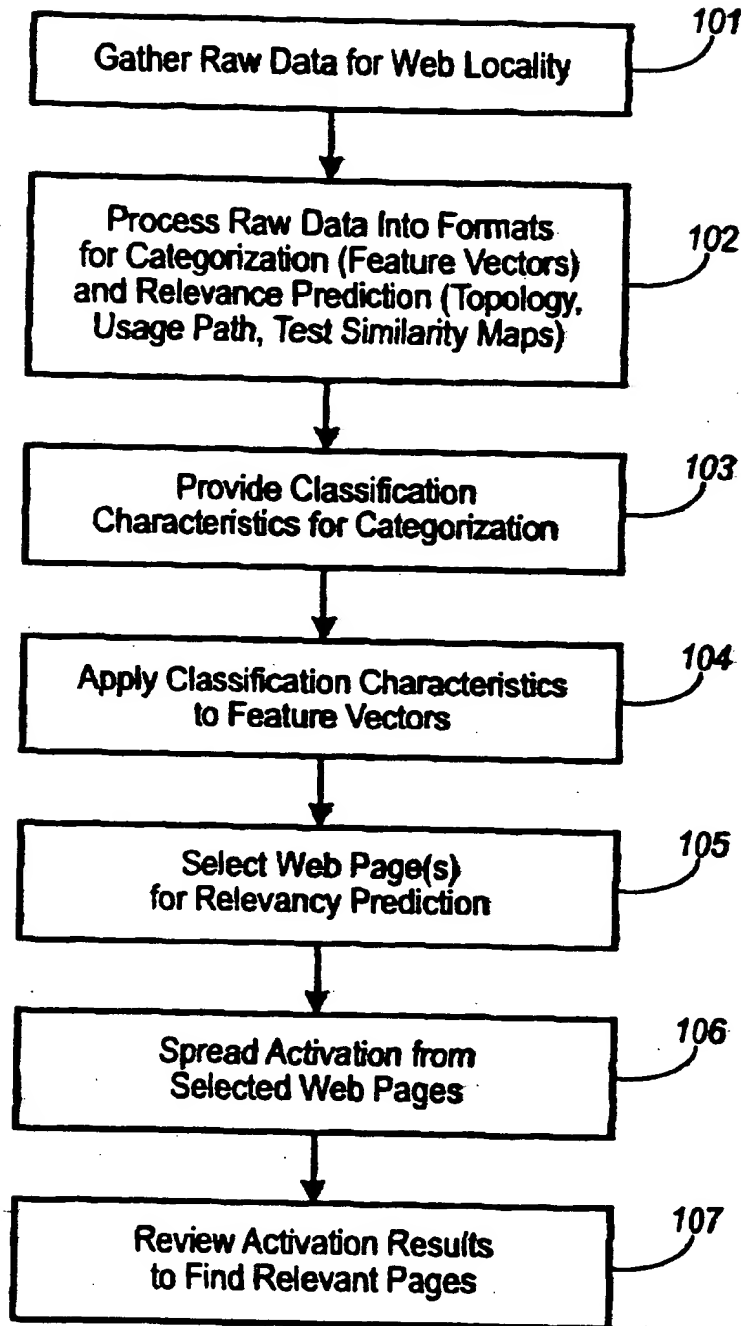 101
Gather Raw Data for Web Locality
Process Raw Data Into Formats
for Categorization (Feature Vectors)
and Relevance Prediction (Topology,
Usage Path, Test Similarity Maps)
102
Provide Classification
Characteristics for Categorization
103
Apply Classification Characteristics
to Feature Vectors
104
Select Web Page(s)
for Relevancy Prediction
105
Spread Activation from
Selected Web Pages
106
Review Activation Results
to Find Relevant Pages
107